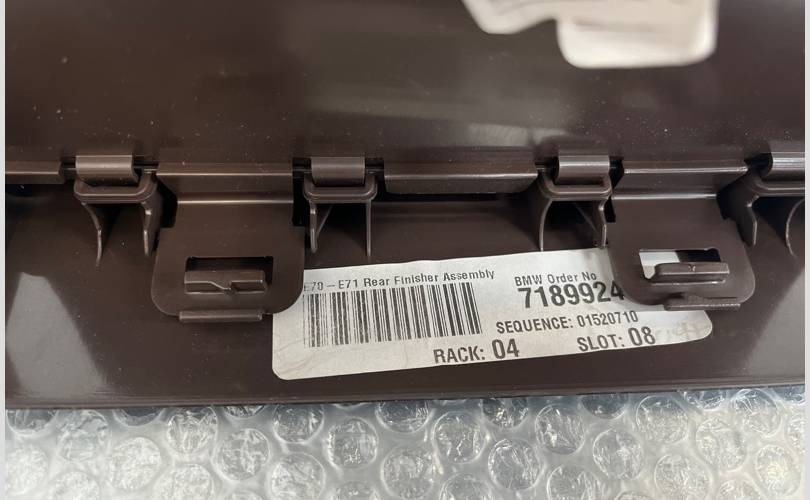 E70 – E71 Rear Finisher Assembly
BMW Order No
7189924
SEQUENCE: 01520710
RACK: 04 SLOT: 08